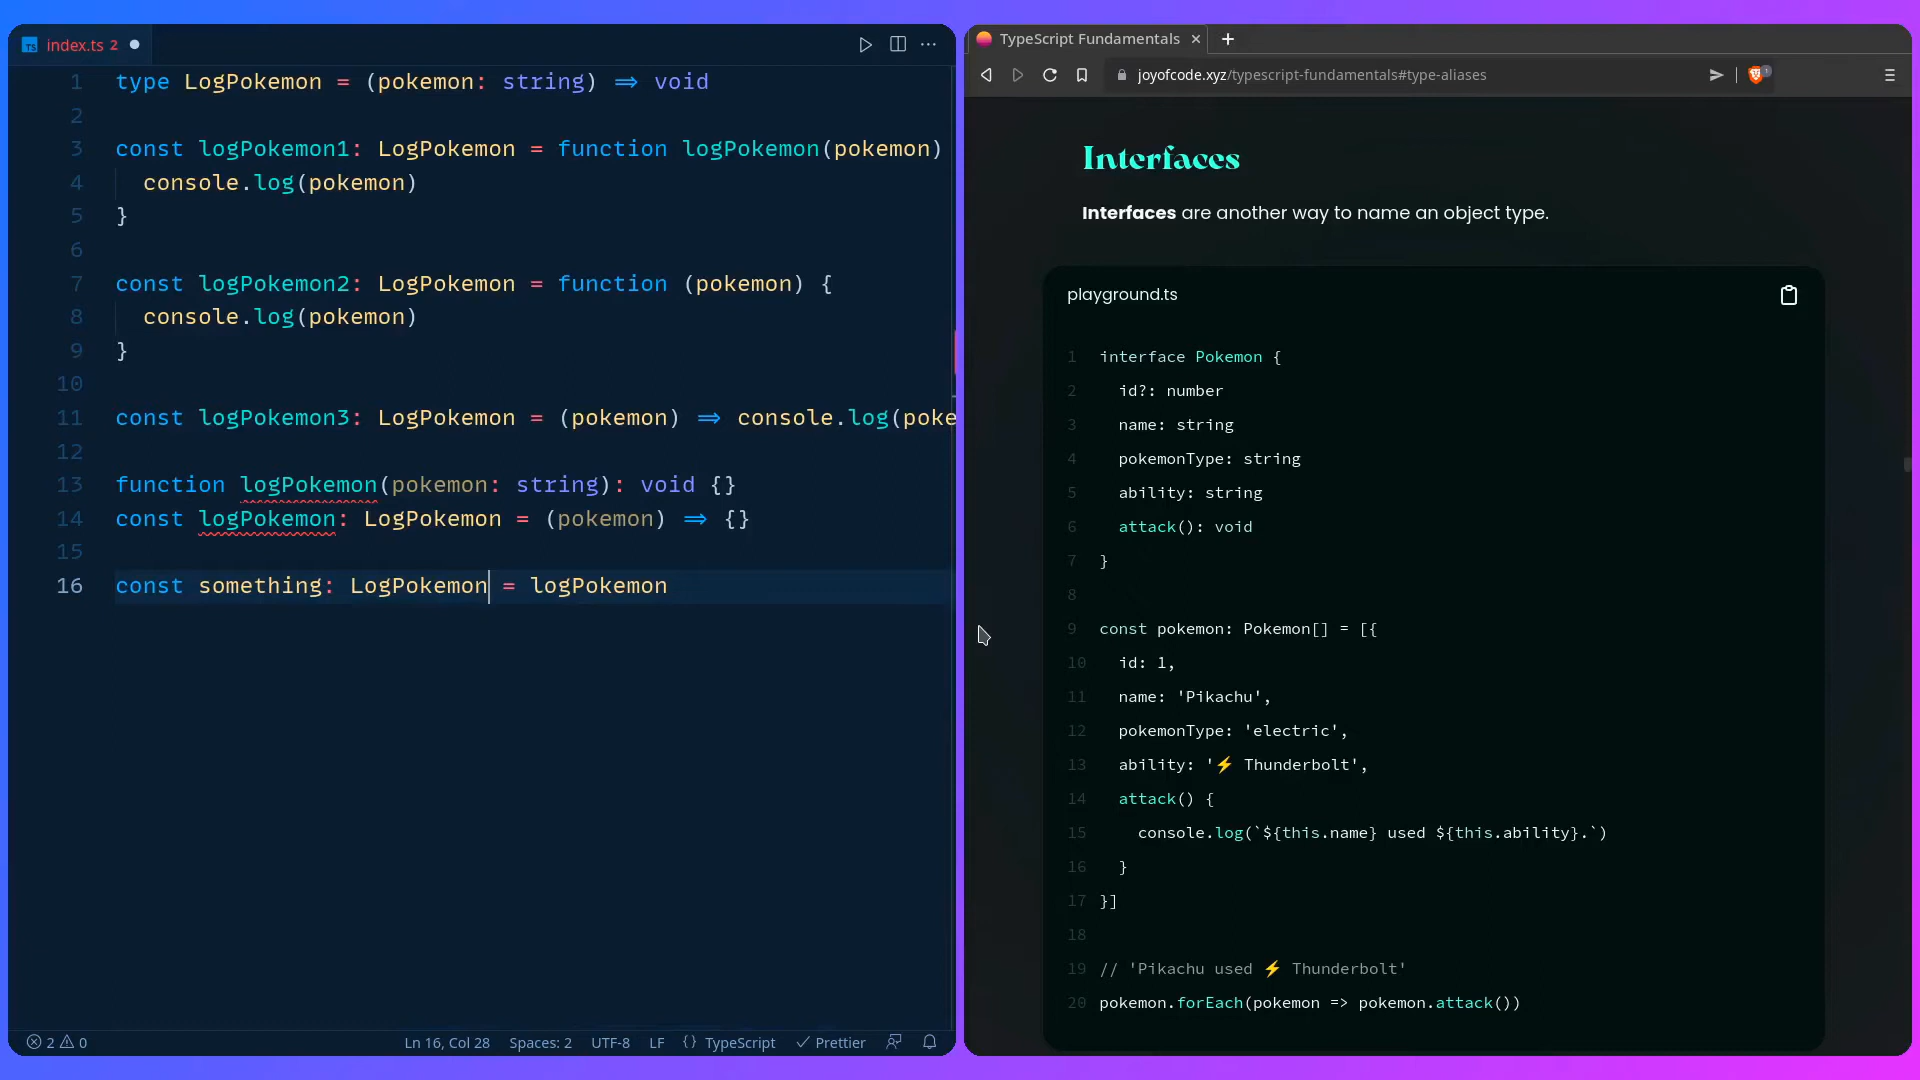 TS index.ts 2
1 type LogPokemon = (pokemon: string) => void
2
3 const logPokemon1: LogPokemon = function logPokemon(pokemon)
4 console.log(pokemon)
5 }
6
7 const logPokemon2: LogPokemon = function (pokemon) {
8 console.log(pokemon)
9 }
10
11 const logPokemon3: LogPokemon = (pokemon) => console.log(poke
12
13 function logPokemon(pokemon: string): void {}
14 const logPokemon: LogPokemon = (pokemon) => {}
15
16 const something: LogPokemon = logPokemon
2 0 Ln 16, Col 28 Spaces: 2 UTF-8 LF {} TypeScript Prettier
TypeScript Fundamentals
joyofcode.xyz/typescript-fundamentals#type-aliases 1
Interfaces
Interfaces are another way to name an object type.
playground.ts
1 interface Pokemon {
2 id?: number
3 name: string
4 pokemonType: string
5 ability: string
6 attack(): void
7 }
8
9 const pokemon: Pokemon[] = [{
10 id: 1,
11 name: 'Pikachu',
12 pokemonType: 'electric',
13 ability: '⚡ Thunderbolt',
14 attack() {
15 console.log(`${this.name} used ${this.ability}.`)
16 }
17 }]
18
19 // 'Pikachu used ⚡ Thunderbolt'
20 pokemon.forEach(pokemon => pokemon.attack())